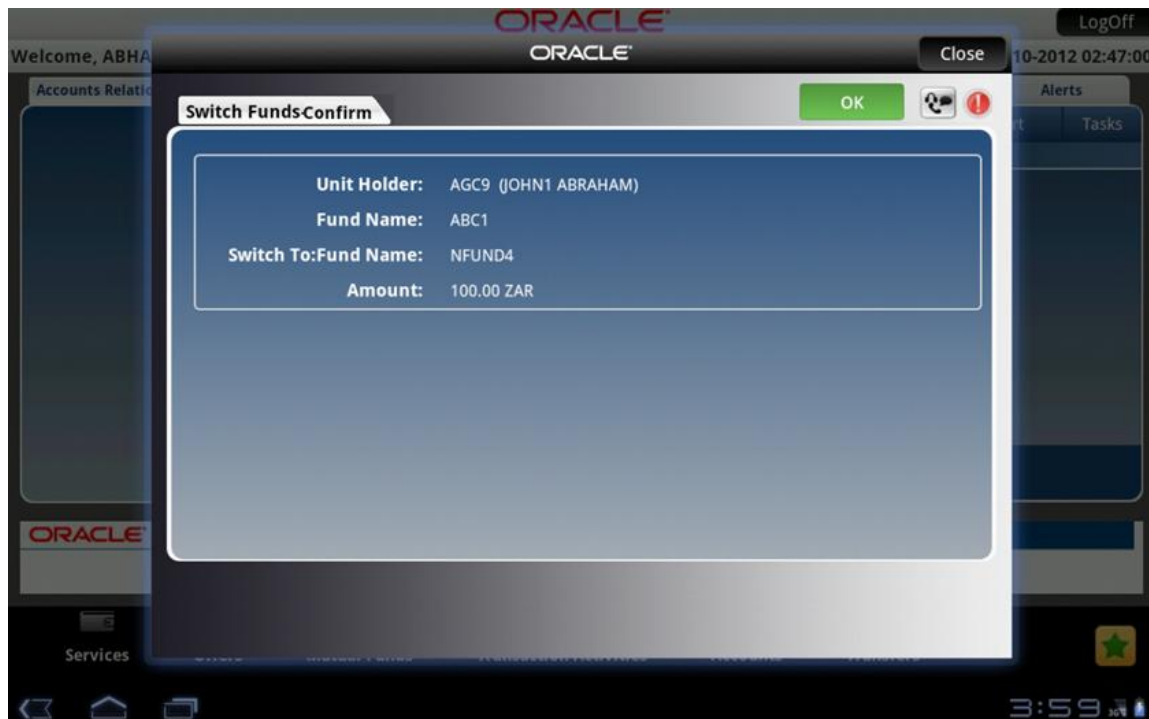 ORACLE
LogOff
ORACLE
Close
Welcome, ABHA
10-2012 02:47:00
Accounts Relatio
Alerts
Switch Funds-Confirm
OK
Tasks
Unit Holder: AGC9 (JOHN1 ABRAHAM)
Fund Name: ABC1
Switch To:Fund Name: NFUND4
Amount: 100.00 ZAR
ORACLE
Services
3:59
3G